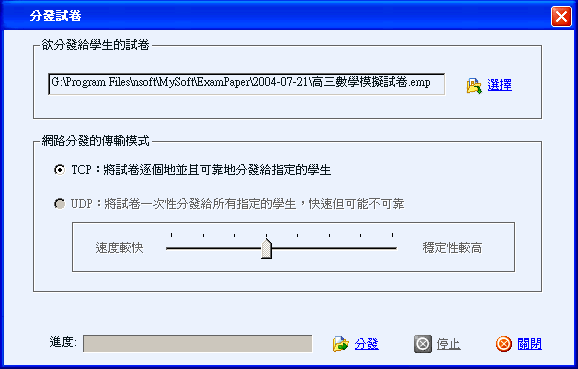 分發試卷
欲分發給學生的試卷
G:\Program Files\nsoft\MySoft\ExamPaper\2004-07-21\高三數學模擬試卷.emp
選擇
網路分發的傳輸模式
TCP：將試卷逐個地並且可靠地分發給指定的學生
UDP：將試卷一次性分發給所有指定的學生，快速但可能不可靠
速度較快 穩定性較高
進度: 分發 停止 關閉